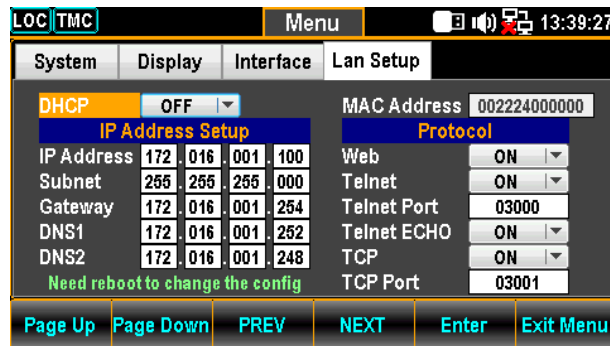 LOC TMC Menu 13:39:27
System Display Interface Lan Setup
DHCP OFF MAC Address 002224000000
IP Address Setup Protocol
IP Address 172 . 016 . 001 . 100 Web ON
Subnet 255 . 255 . 255 . 000 Telnet ON
Gateway 172 . 016 . 001 . 254 Telnet Port 03000
DNS1 172 . 016 . 001 . 252 Telnet ECHO ON
DNS2 172 . 016 . 001 . 248 TCP ON
Need reboot to change the config TCP Port 03001
Page Up Page Down PREV NEXT Enter Exit Menu